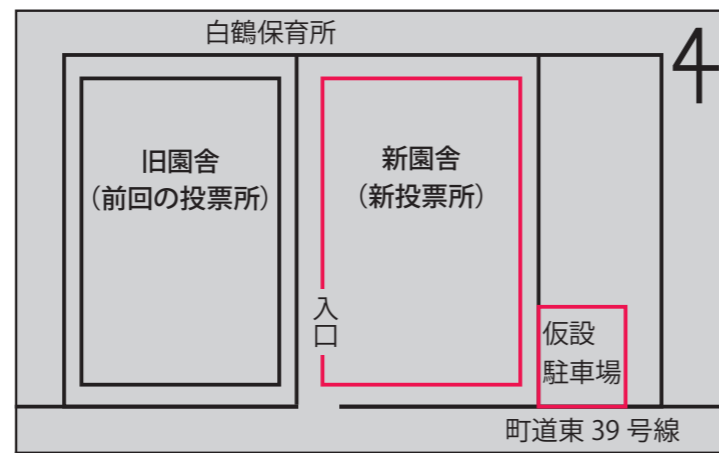 白鶴保育所
旧園舎
（前回の投票所）
新園舎
（新投票所）
入口
仮設
駐車場
町道東 39 号線